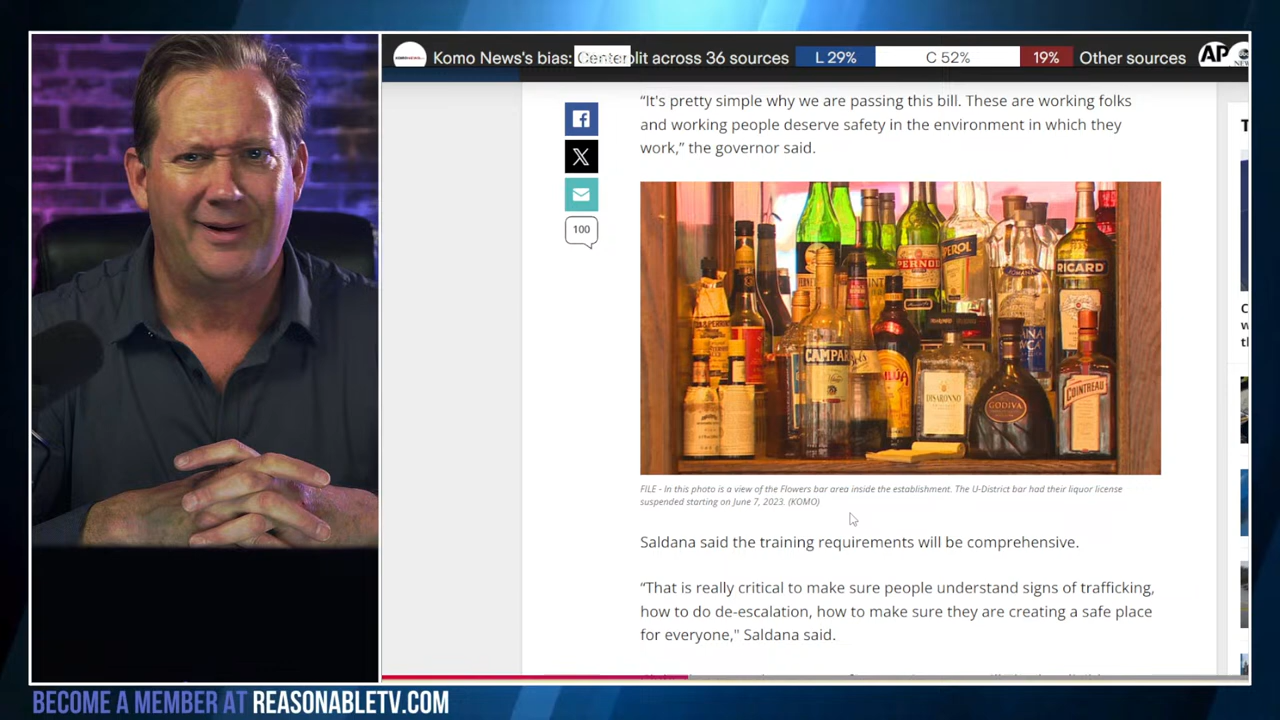 Komo News's bias: Center
plit across 36 sources
L 29%
C 52%
19%
Other sources
AP
"It's pretty simple why we are passing this bill. These are working folks
and working people deserve safety in the environment in which they
work," the governor said.
100
PERNOD
APEROL
RICARD
CAMPARI
KAHLÚA
DISARONNO
GODIVA
COINTREAU
FILE - In this photo is a view of the Flowers bar area inside the establishment. The U-District bar had their liquor license
suspended starting on June 7, 2023. (KOMO)
Saldana said the training requirements will be comprehensive.
"That is really critical to make sure people understand signs of trafficking,
how to do de-escalation, how to make sure they are creating a safe place
for everyone," Saldana said.
BECOME A MEMBER AT REASONABLETV.COM